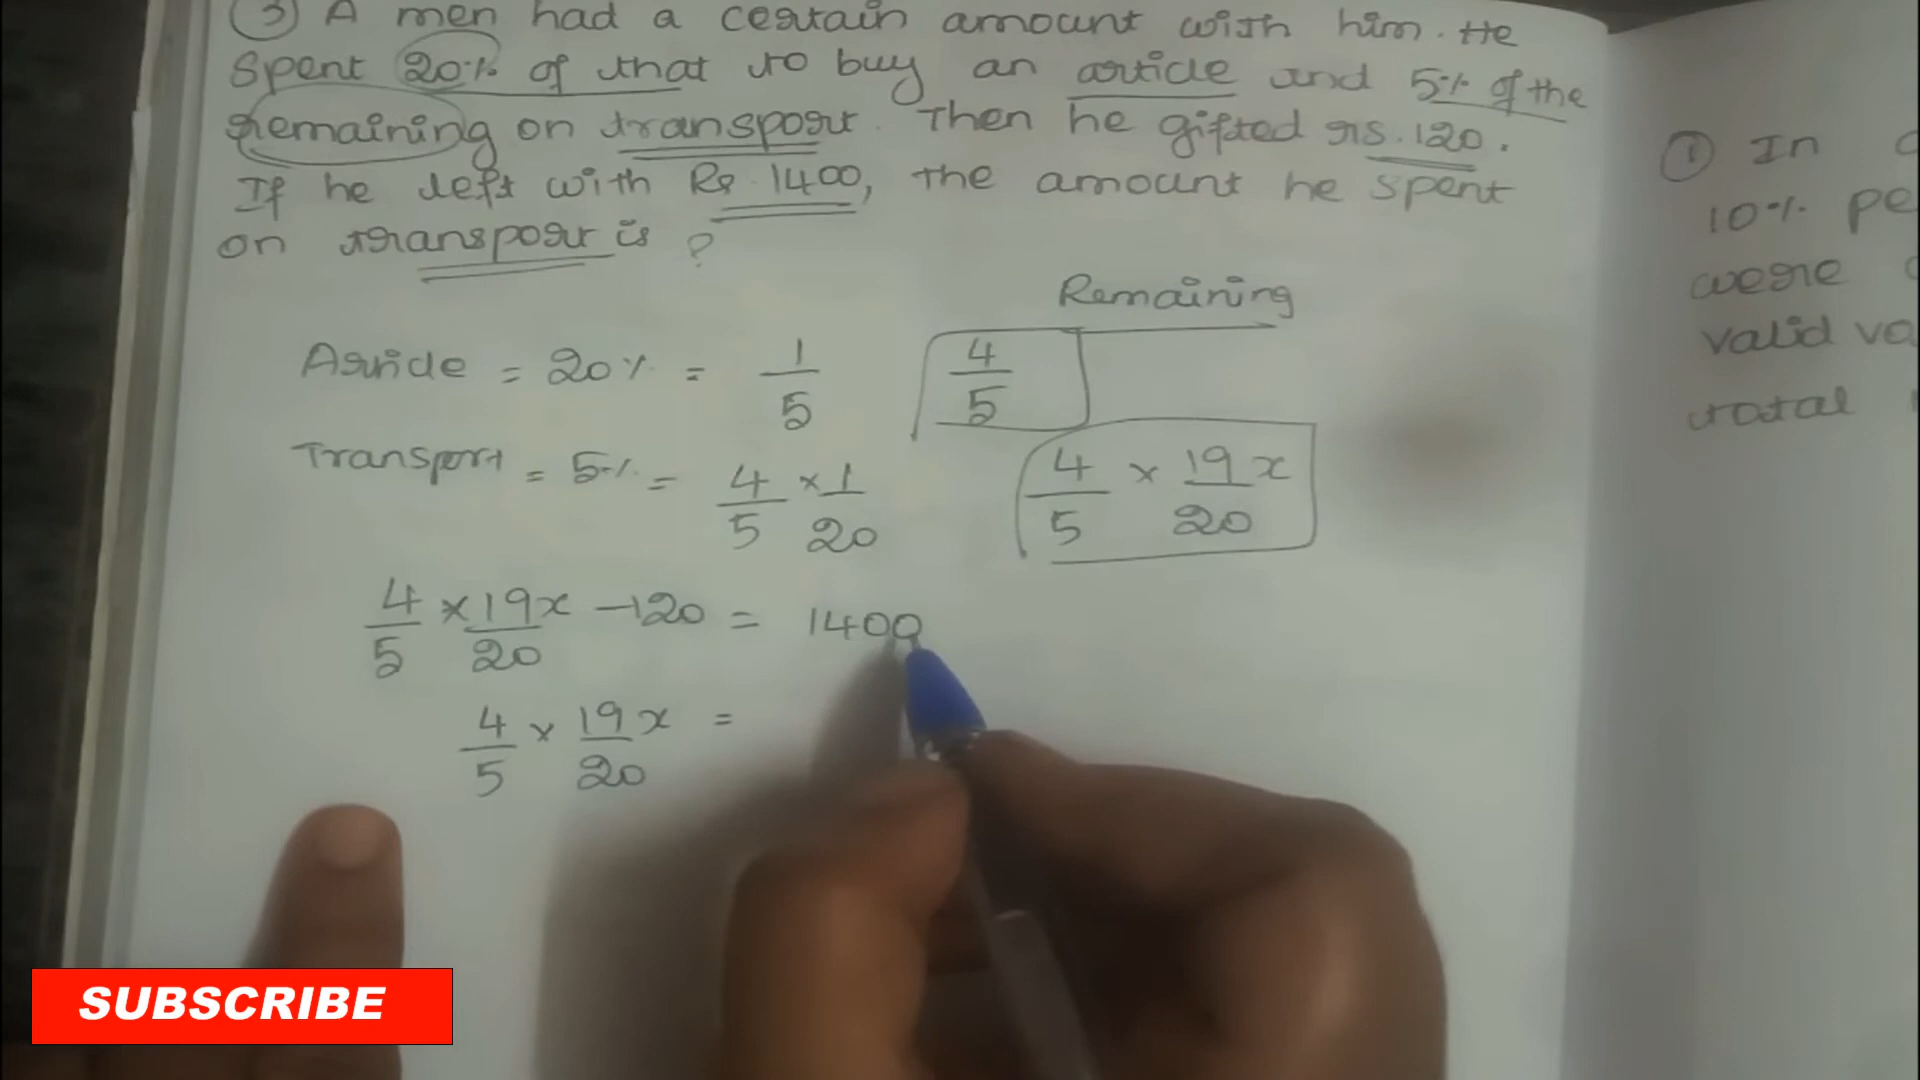 ③ A men had a certain amount with him. He
Spent 20% of that to buy an article and 5% of the
remaining on transport. Then he gifted rs.120.
If he left with Rs.1400, the amount he spent
on transport is ?
Remaining
Article = 20% = 1/5 4/5
Transport = 5% = 4/5 × 1/20 4/5 × 19x/20
4/5 × 19x/20 - 120 = 1400
4/5 × 19x/20 =
① In
10%
were
valid
total
SUBSCRIBE